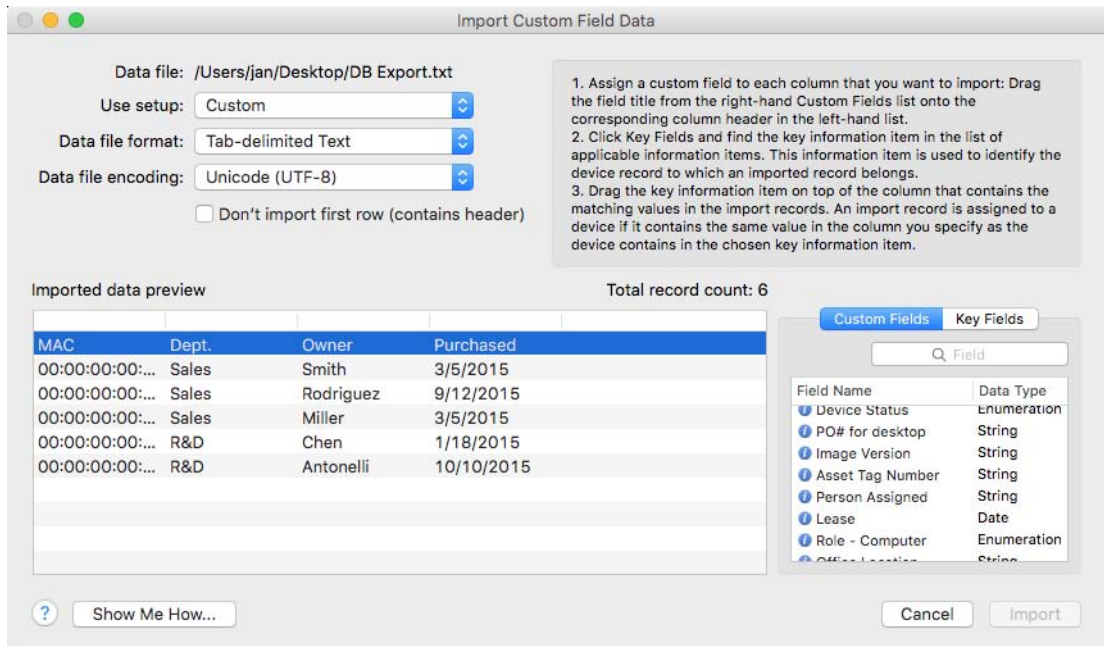 Import Custom Field Data
Data file: /Users/jan/Desktop/DB Export.txt
Use setup: Custom
Data file format: Tab-delimited Text
Data file encoding: Unicode (UTF-8)
Don't import first row (contains header)
1. Assign a custom field to each column that you want to import: Drag
the field title from the right-hand Custom Fields list onto the
corresponding column header in the left-hand list.
2. Click Key Fields and find the key information item in the list of
applicable information items. This information item is used to identify the
device record to which an imported record belongs.
3. Drag the key information item on top of the column that contains the
matching values in the import records. An import record is assigned to a
device if it contains the same value in the column you specify as the
device contains in the chosen key information item.
Imported data preview Total record count: 6
MAC Dept. Owner Purchased
00:00:00:00:... Sales Smith 3/5/2015
00:00:00:00:... Sales Rodriguez 9/12/2015
00:00:00:00:... Sales Miller 3/5/2015
00:00:00:00:... R&D Chen 1/18/2015
00:00:00:00:... R&D Antonelli 10/10/2015
Custom Fields Key Fields
Field
Field Name Data Type
Device Status Enumeration
PO# for desktop String
Image Version String
Asset Tag Number String
Person Assigned String
Lease Date
Role - Computer Enumeration
Office Location String
? Show Me How... Cancel Import